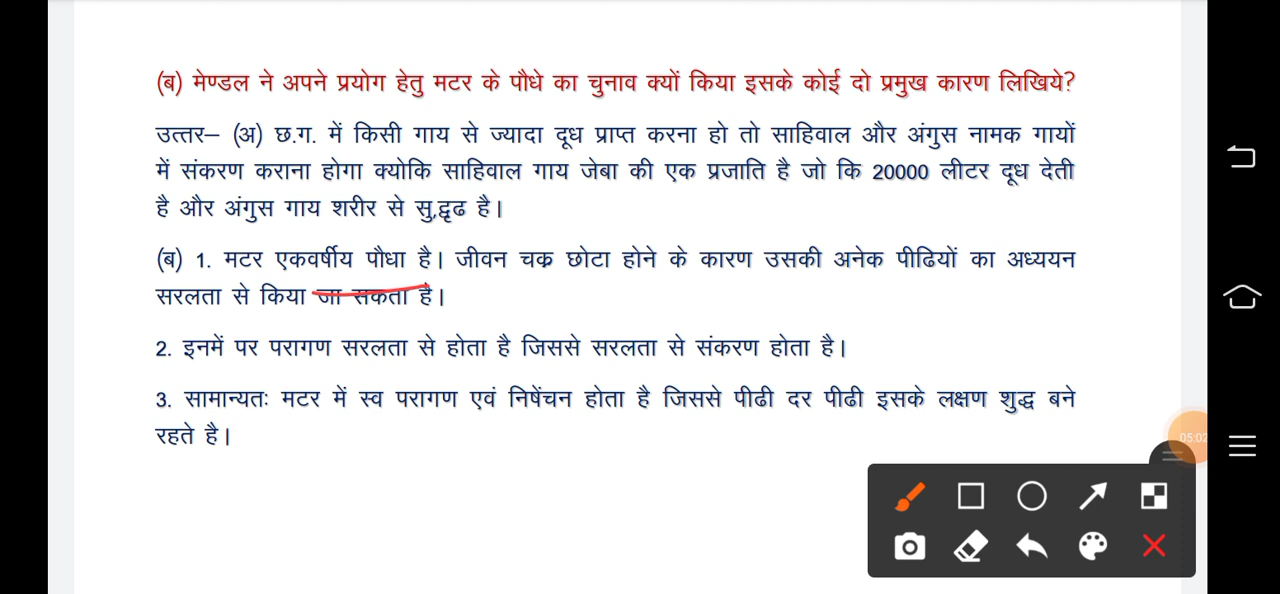 (ब) मेण्डल ने अपने प्रयोग हेतु मटर के पौधे का चुनाव क्यों किया इसके कोई दो प्रमुख कारण लिखिये?
उत्तर– (अ) छ.ग. में किसी गाय से ज्यादा दूध प्राप्त करना हो तो साहिवाल और अंगुस नामक गायों
में संकरण कराना होगा क्योकि साहिवाल गाय जेबा की एक प्रजाति है जो कि 20000 लीटर दूध देती
है और अंगुस गाय शरीर से सु,दृढ है।
(ब) 1. मटर एकवर्षीय पौधा है। जीवन चक्र छोटा होने के कारण उसकी अनेक पीढियों का अध्ययन
सरलता से किया जा सकता है।
2. इनमें पर परागण सरलता से होता है जिससे सरलता से संकरण होता है।
3. सामान्यतः मटर में स्व परागण एवं निषेंचन होता है जिससे पीढी दर पीढी इसके लक्षण शुद्ध बने
रहते है।
05:02